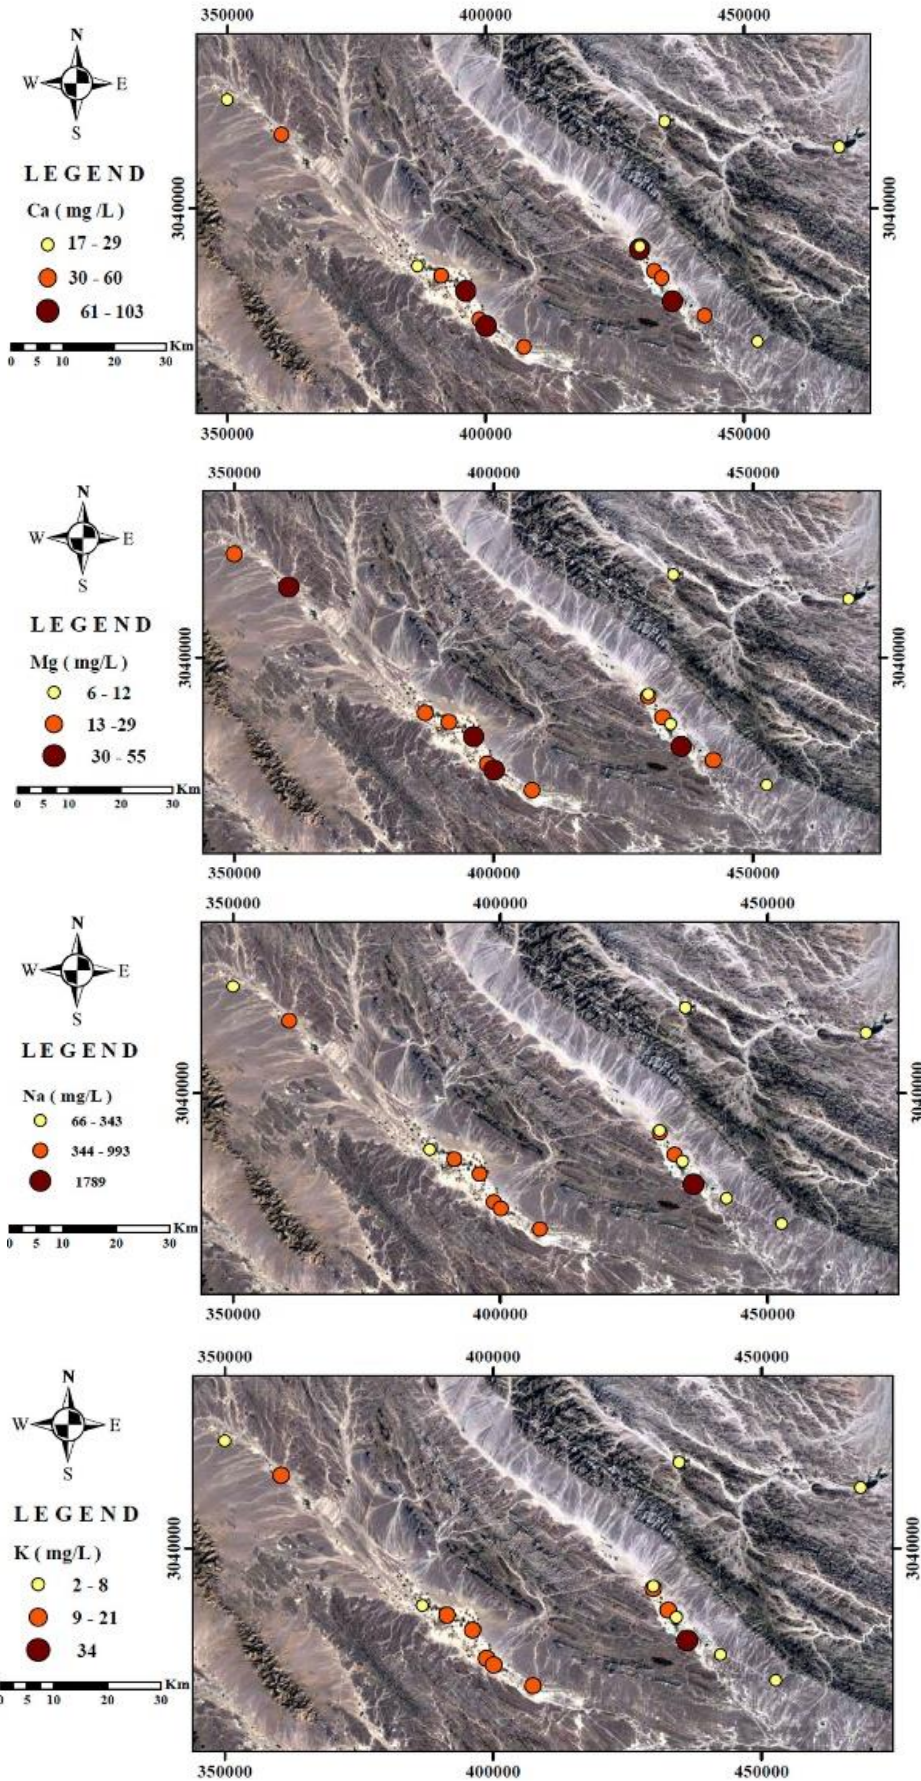 350000 400000 450000
N
W E
S
LEGEND
Ca ( mg /L)
17 - 29
30 - 60
61 - 103
Km
0 5 10 20 30
3040000 3040000
350000 400000 450000
350000 400000 450000
N
W E
S
LEGEND
Mg ( mg/L )
6 - 12
13 -29
30 - 55
Km
0 5 10 20 30
3040000 3040000
350000 400000 450000
350000 400000 450000
N
W E
S
LEGEND
Na ( mg/L)
66 - 343
344 - 993
1789
Km
0 5 10 20 30
3040000 3040000
350000 400000 450000
350000 400000 450000
N
W E
S
LEGEND
K ( mg/L)
2 - 8
9 - 21
34
Km
0 5 10 20 30
3040000 3040000
350000 400000 450000